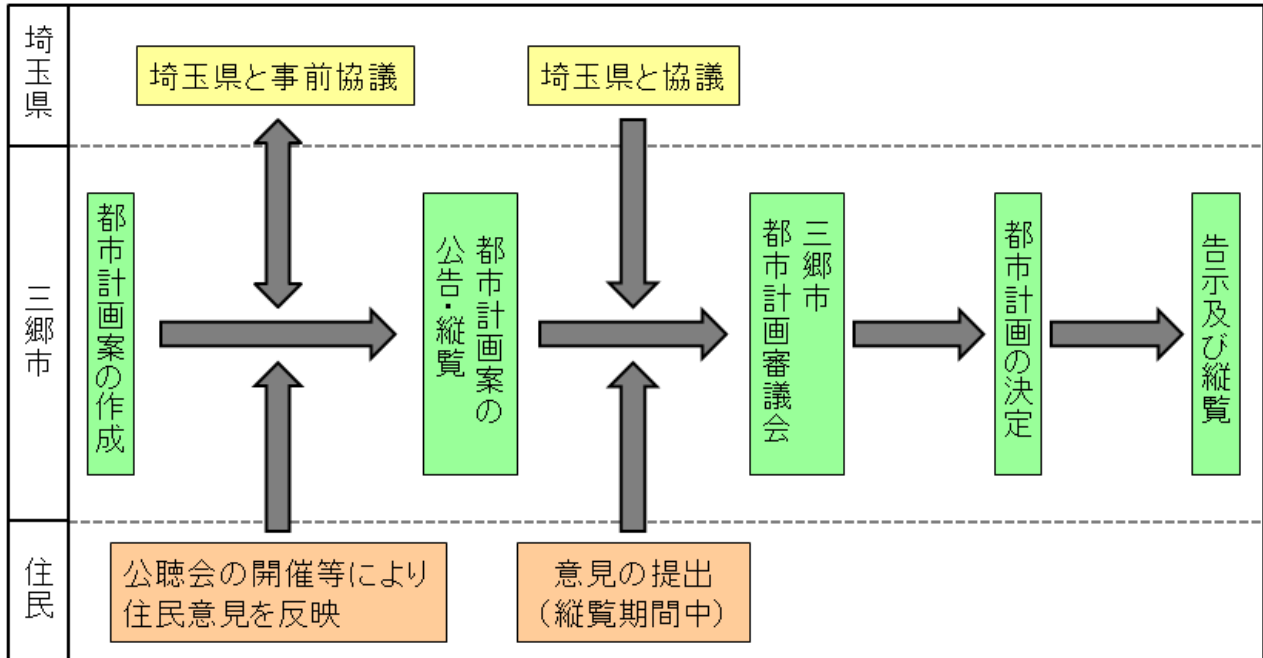 埼玉県
埼玉県と事前協議
埼玉県と協議
三郷市
都市計画案の作成
都市計画案の
公告・縦覧
三郷市
都市計画審議会
都市計画の決定
告示及び縦覧
住民
公聴会の開催等により
住民意見を反映
意見の提出
（縦覧期間中）